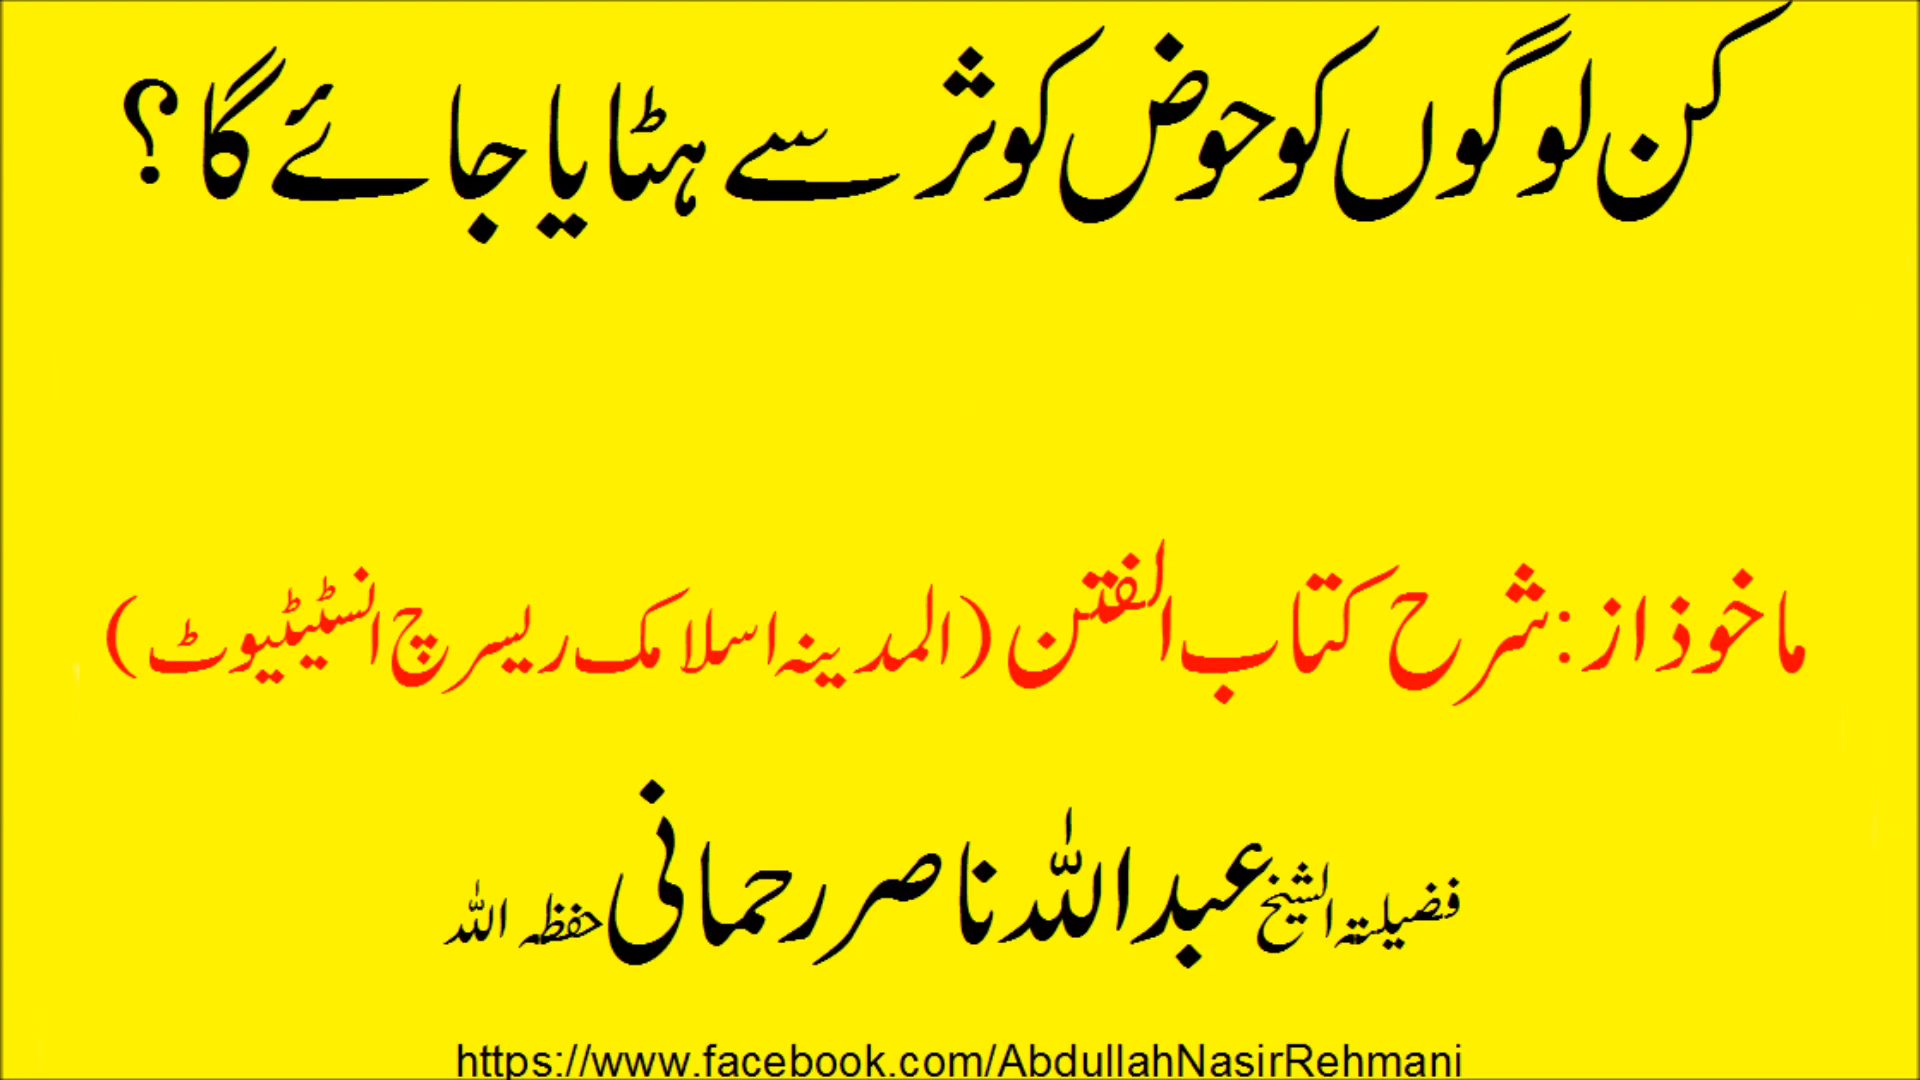 کن لوگوں کو حوض کوثر سے ہٹایا جائے گا؟
ماخوذ از: شرح کتاب الفتن (المدینہ اسلامک ریسرچ انسٹیٹیوٹ)
فضیلتہ الشیخ عبداللہ ناصر رحمانی حفظہ اللہ
https://www.facebook.com/AbdullahNasirRehmani